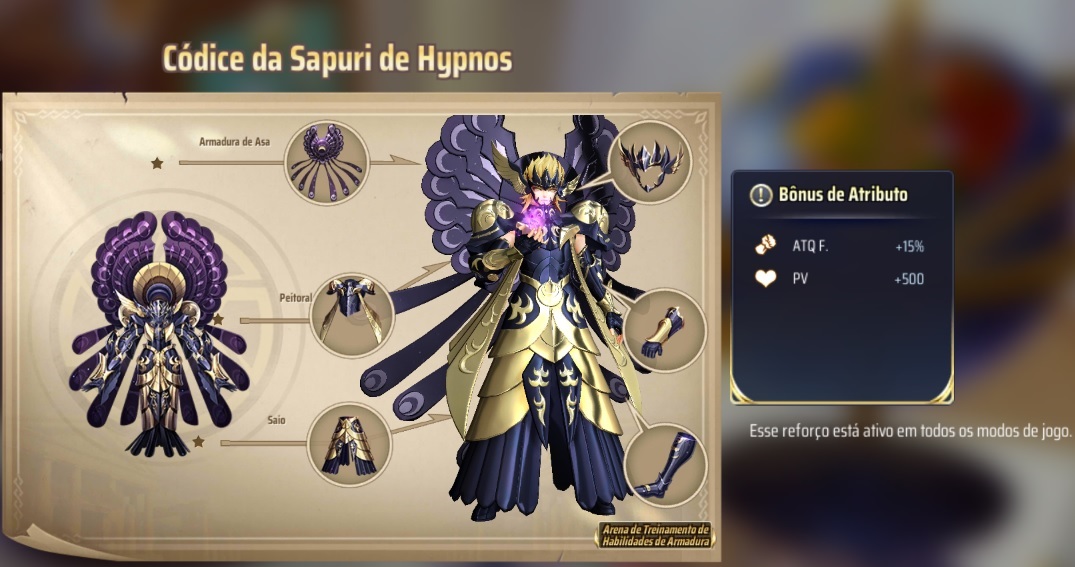 Códice da Sapuri de Hypnos
Armadura de Asa
Peitoral
Saio
Arena de Treinamento de
Habilidades de Armadura
Bônus de Atributo
ATQ F. +15%
PV +500
Esse reforço está ativo em todos os modos de jogo.